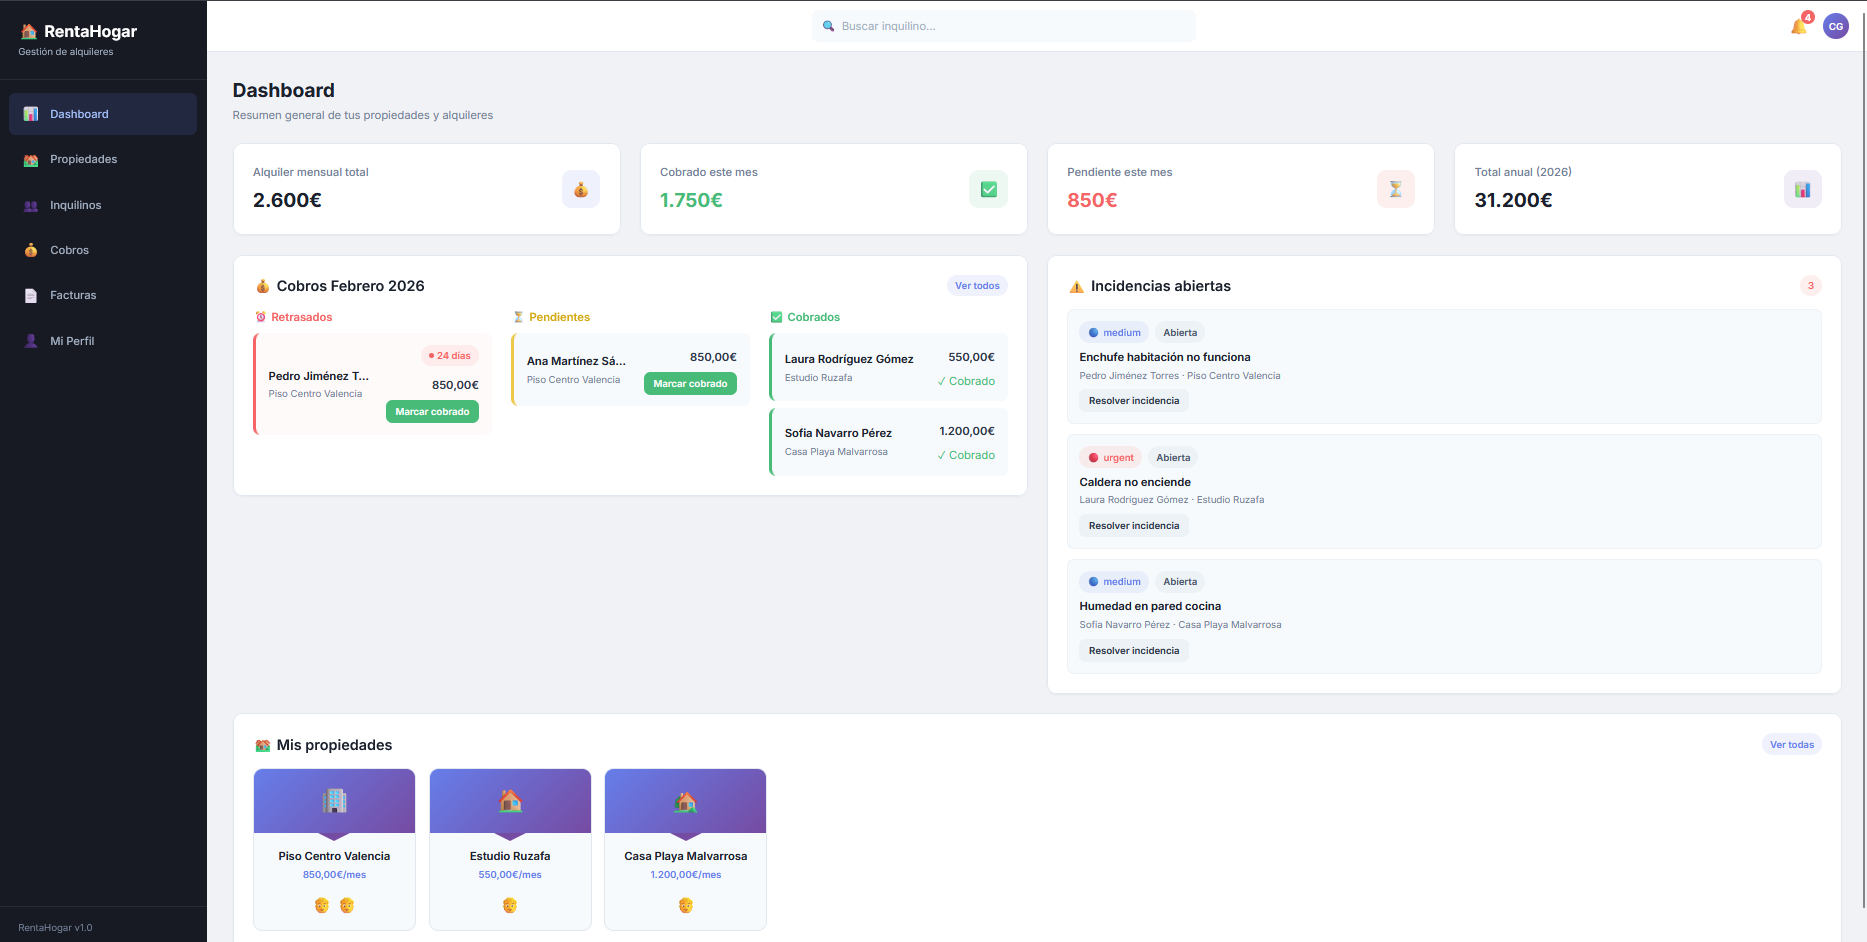 RentaHogar
Gestión de alquileres
Dashboard
Propiedades
Inquilinos
Cobros
Facturas
Mi Perfil
RentaHogar v1.0
Buscar inquilino...
4
CG
Dashboard
Resumen general de tus propiedades y alquileres
Alquiler mensual total
2.600€
Cobrado este mes
1.750€
Pendiente este mes
850€
Total anual (2026)
31.200€
Cobros Febrero 2026
Ver todos
Retrasados
24 días
Pedro Jiménez T...
850,00€
Piso Centro Valencia
Marcar cobrado
Pendientes
Ana Martínez Sá...
850,00€
Piso Centro Valencia
Marcar cobrado
Cobrados
Laura Rodríguez Gómez
550,00€
Estudio Ruzafa
✓ Cobrado
Sofia Navarro Pérez
1.200,00€
Casa Playa Malvarrosa
✓ Cobrado
Incidencias abiertas
3
medium Abierta
Enchufe habitación no funciona
Pedro Jiménez Torres · Piso Centro Valencia
Resolver incidencia
urgent Abierta
Caldera no enciende
Laura Rodríguez Gómez · Estudio Ruzafa
Resolver incidencia
medium Abierta
Humedad en pared cocina
Sofia Navarro Pérez · Casa Playa Malvarrosa
Resolver incidencia
Mis propiedades
Ver todas
Piso Centro Valencia
850,00€/mes
Estudio Ruzafa
550,00€/mes
Casa Playa Malvarrosa
1.200,00€/mes